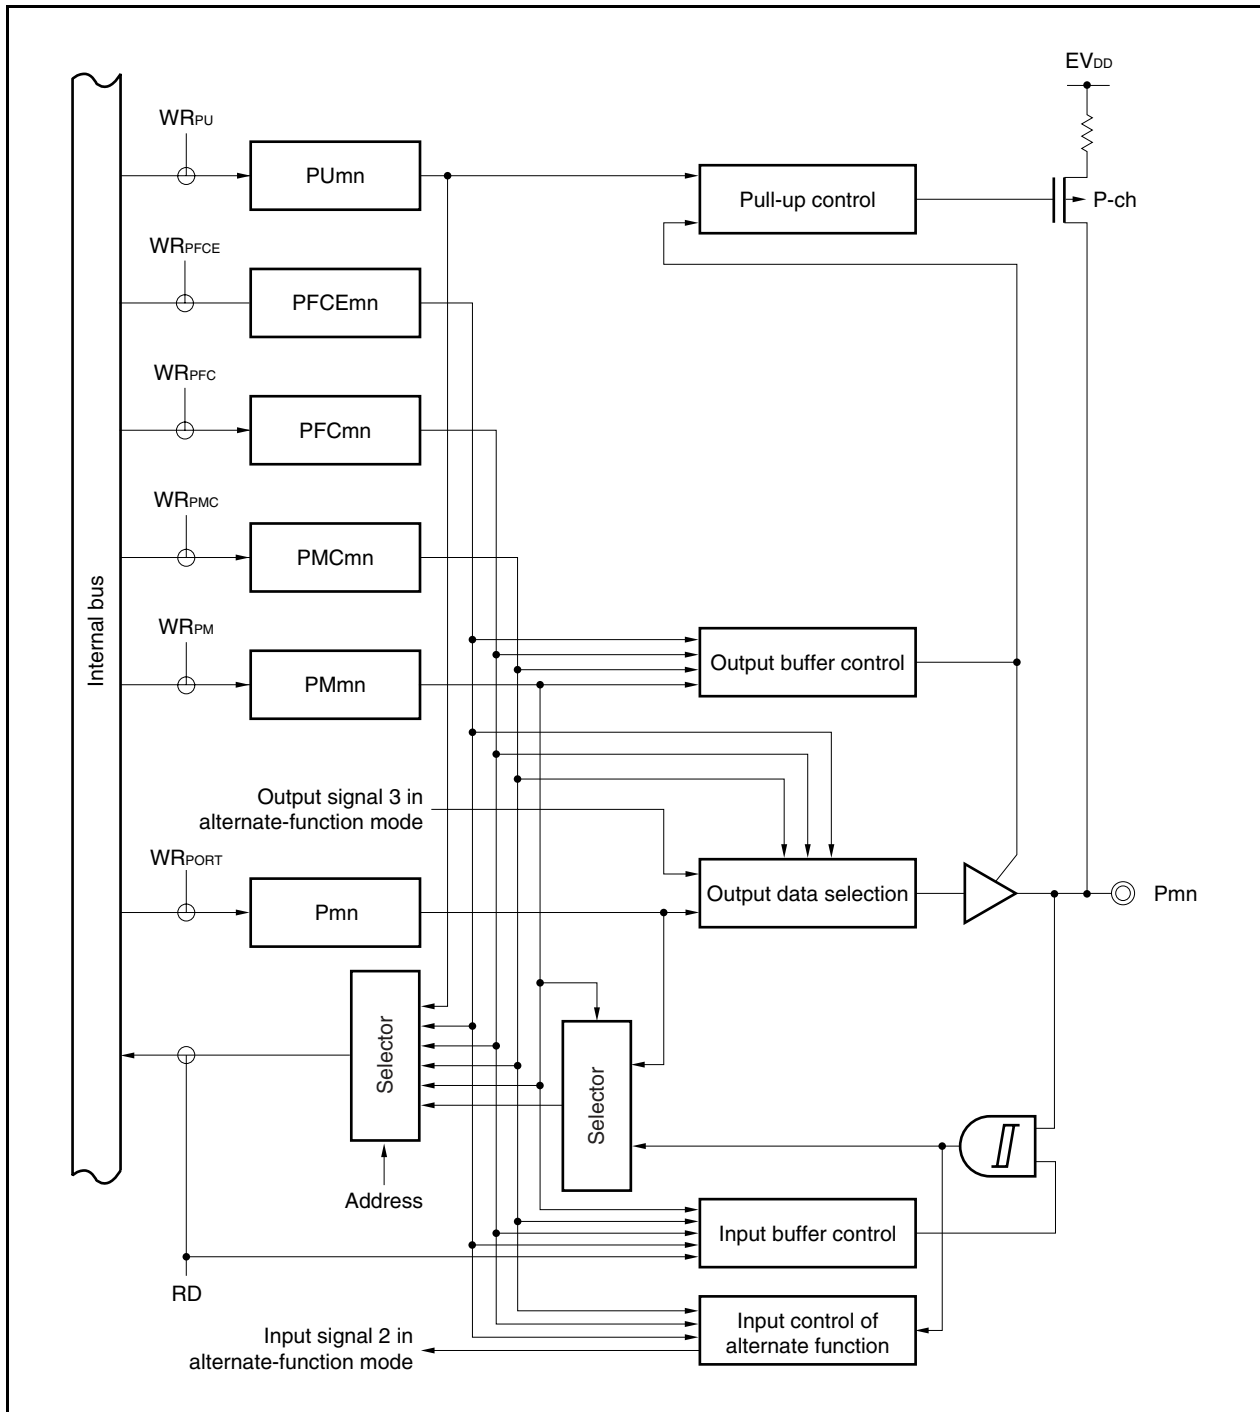 EVDD
WRPU
PUmn
Pull-up control
P-ch
WRPFCE
PFCEmn
WRPFC
PFCmn
WRPMC
PMCmn
Internal bus
WRPM
PMmn
Output buffer control
Output signal 3 in
alternate-function mode
WRPORT
Pmn
Output data selection
Pmn
Selector
Selector
Address
Input buffer control
RD
Input control of
alternate function
Input signal 2 in
alternate-function mode